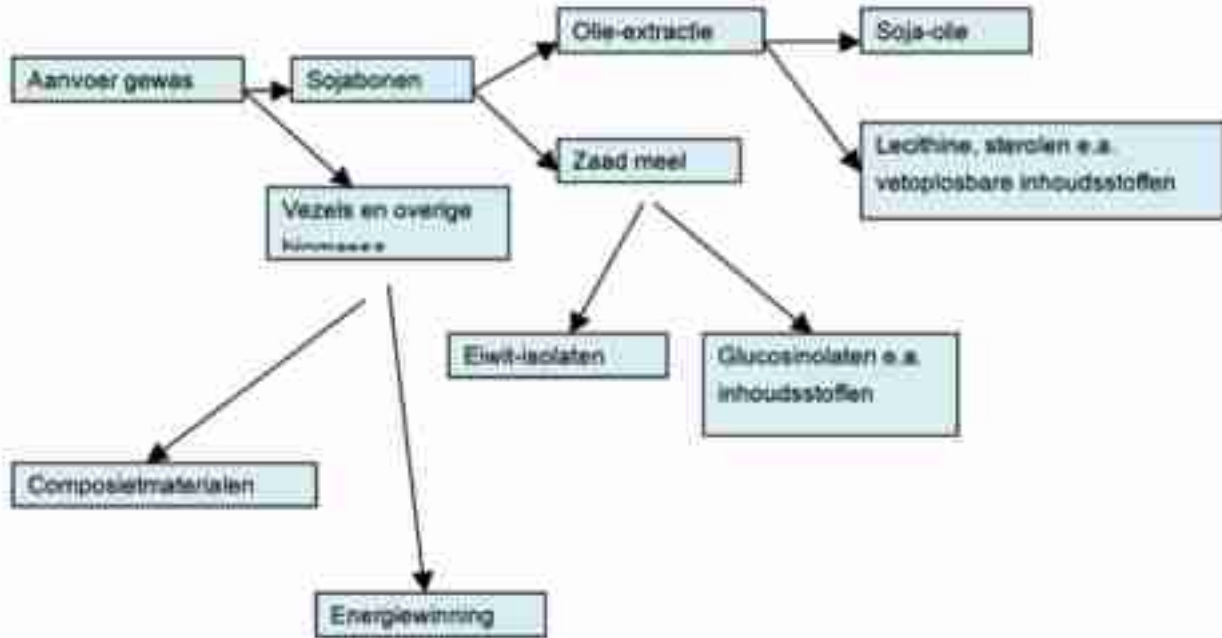 Olie-extractie
Soja-olie
Aanvoer gewas
Sojabonen
Zaad meel
Lecithine, sterolen e.a.
vetoplosbare inhoudsstoffen
Vezels en overige
Eiwit-isolaten
Glucosinolaten e.a.
inhoudsstoffen
Composietmaterialen
Energiewinning